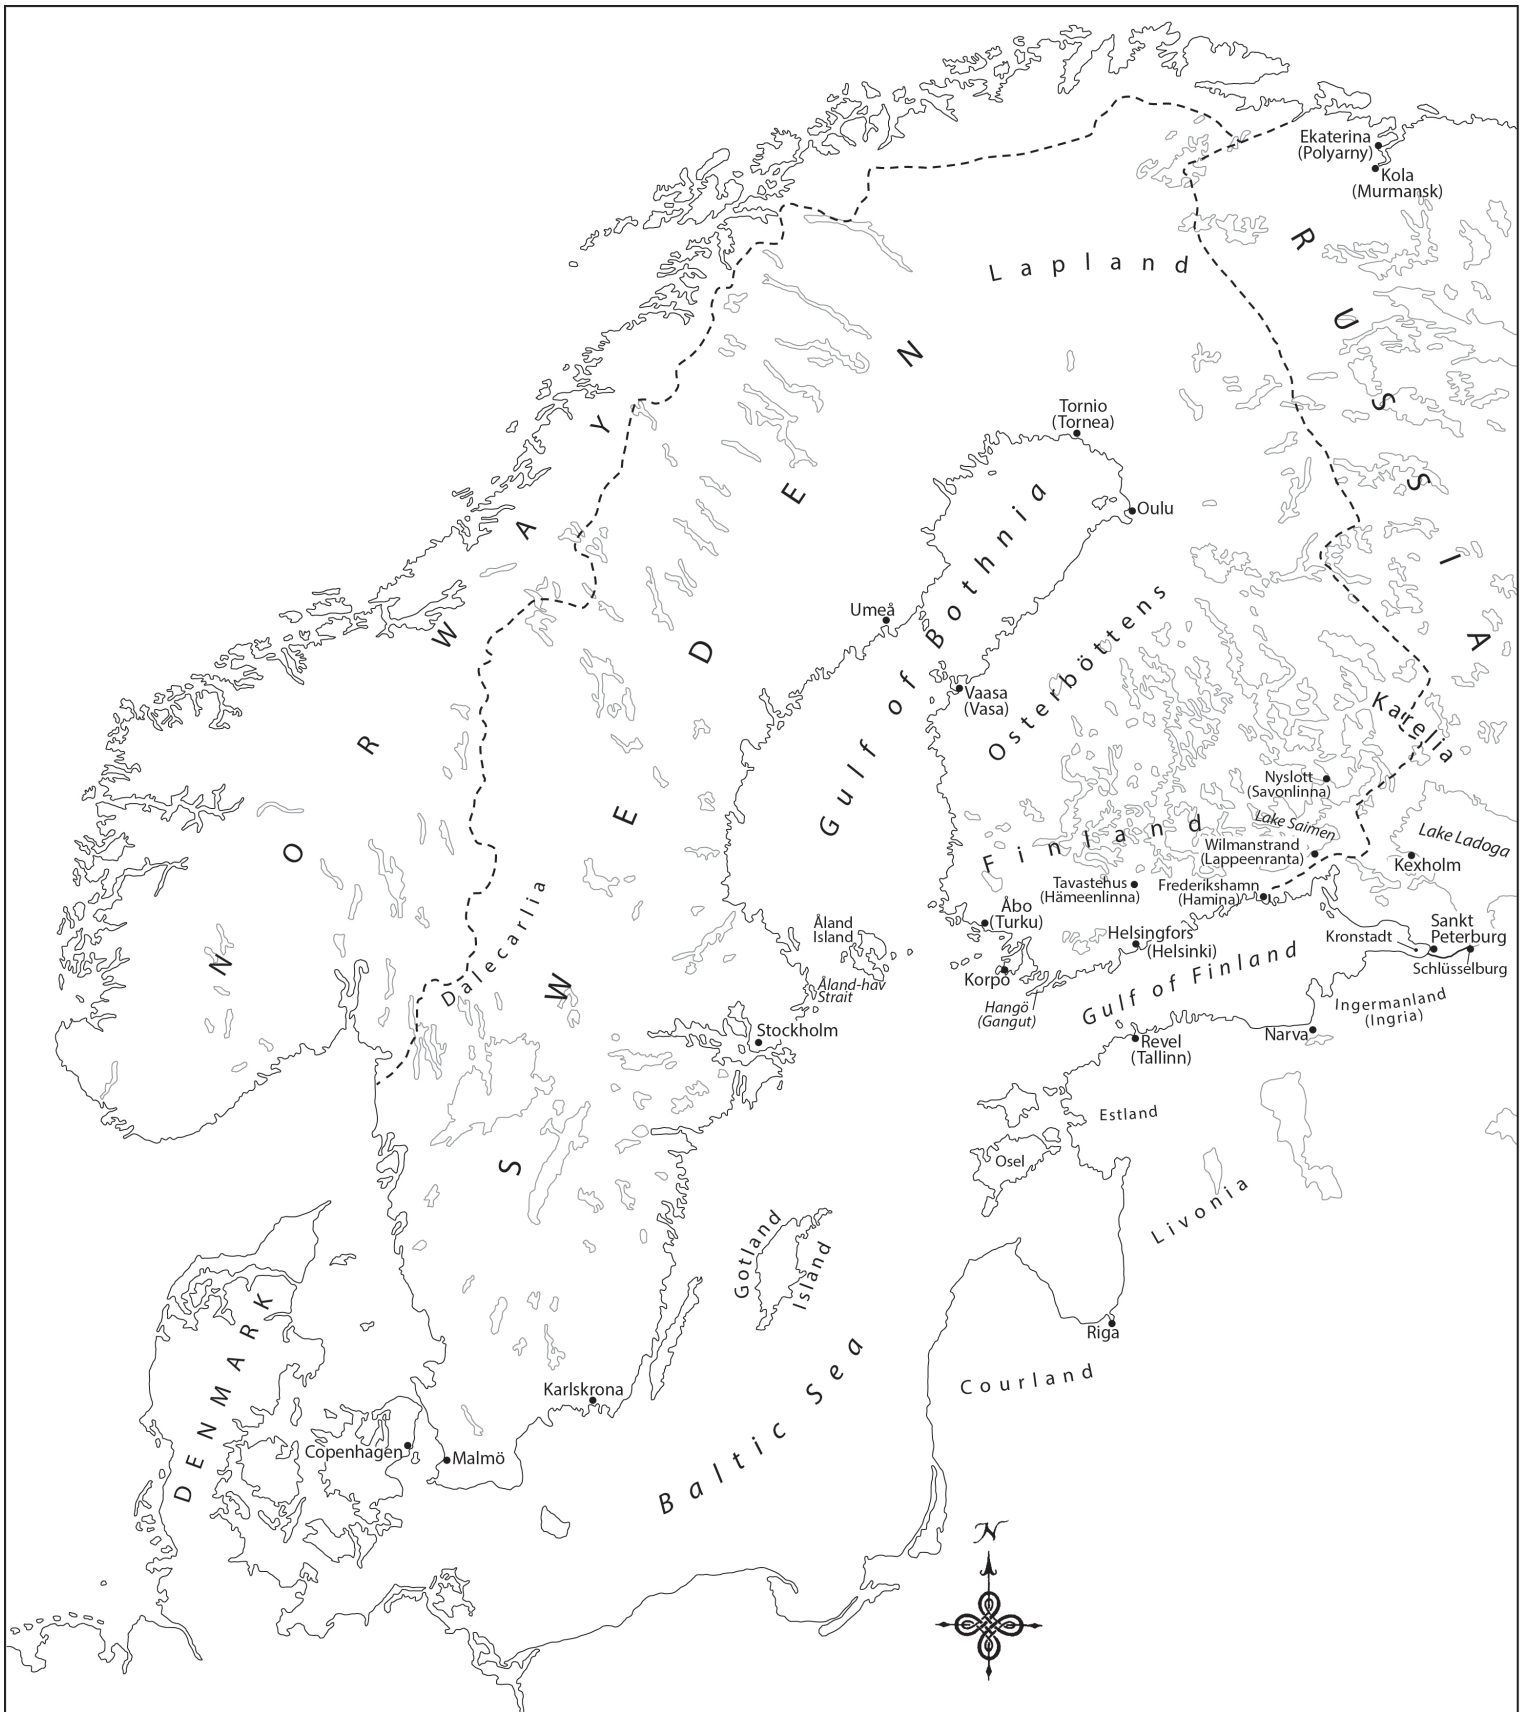 Ekaterina
(Polyarny)
Kola
(Murmansk)
RUSSIA
Lapland
NORWAY
SWEDEN
Tornio
(Tornea)
Oulu
Gulf of Bothnia
Umeå
Vaasa
(Vasa)
Osterböttens
Karelia
Nyslott
(Savonlinna)
Lake Saimen
Lake Ladoga
Finland
Wilmanstrand
(Lappeenranta)
Kexholm
Tavastehus
(Hämeenlinna)
Frederikshamn
(Hamina)
Dalecarlia
Åbo
(Turku)
Åland
Island
Helsingfors
(Helsinki)
Kronstadt
Sankt
Peterburg
Schlüsselburg
Korpo
Åland-hav
Strait
Hangö
(Gangut)
Gulf of Finland
Ingermanland
(Ingria)
Stockholm
Revel
(Tallinn)
Narva
Estland
Osel
Livonia
Gotland
Island
DENMARK
Riga
Courland
Karlskrona
Baltic Sea
Copenhagen
Malmö
N